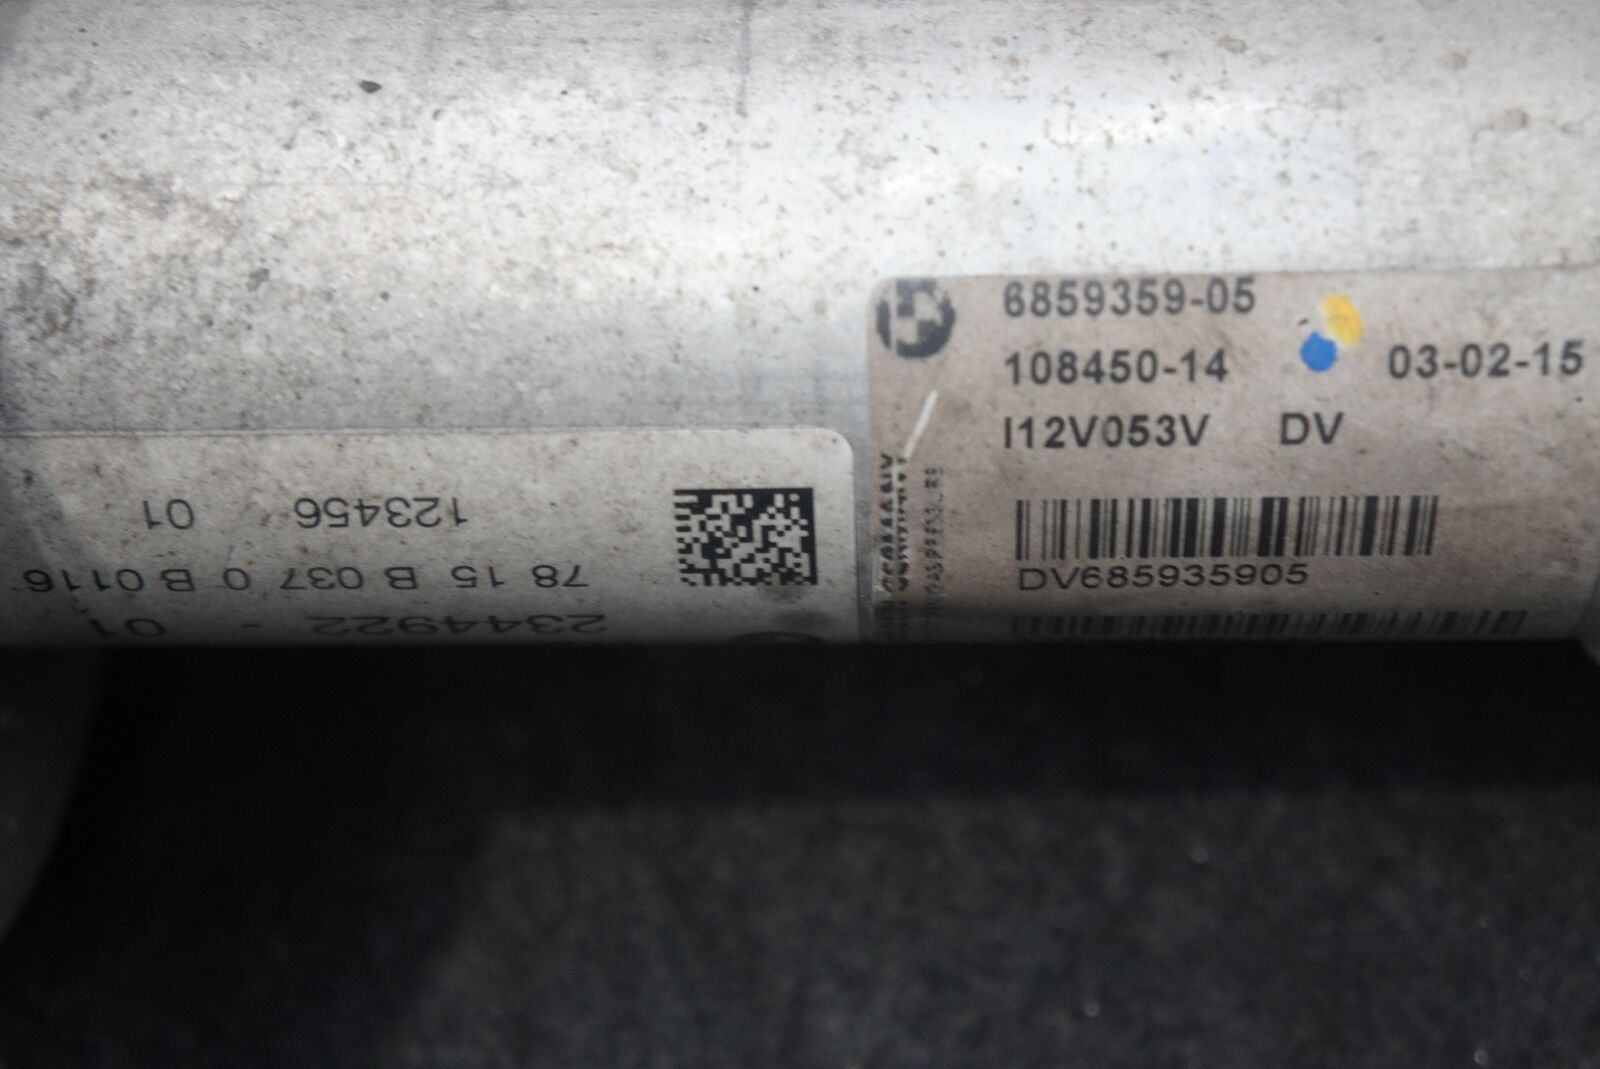 6859359-05
108450-14 03-02-15
I12V053V DV
DV685935905
2344922 - 01
78 15 B 037 0 B 0116
123456 01